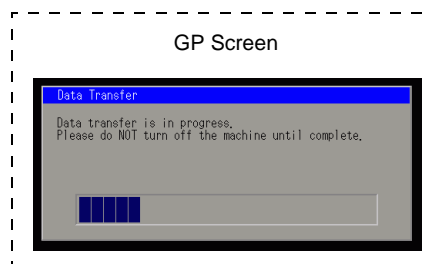 GP Screen
Data Transfer
Data transfer is in progress.
Please do NOT turn off the machine until complete.